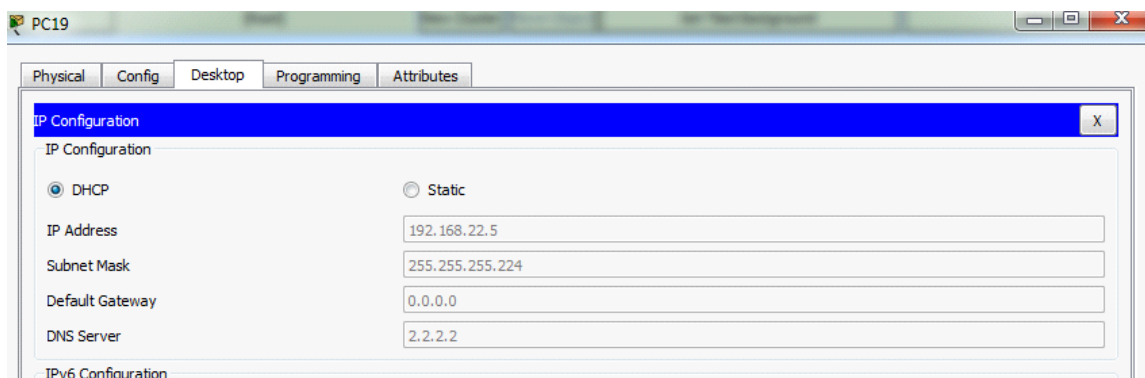 PC19
Physical Config Desktop Programming Attributes
IP Configuration X
IP Configuration
DHCP Static
IP Address 192.168.22.5
Subnet Mask 255.255.255.224
Default Gateway 0.0.0.0
DNS Server 2.2.2.2
IPv6 Configuration